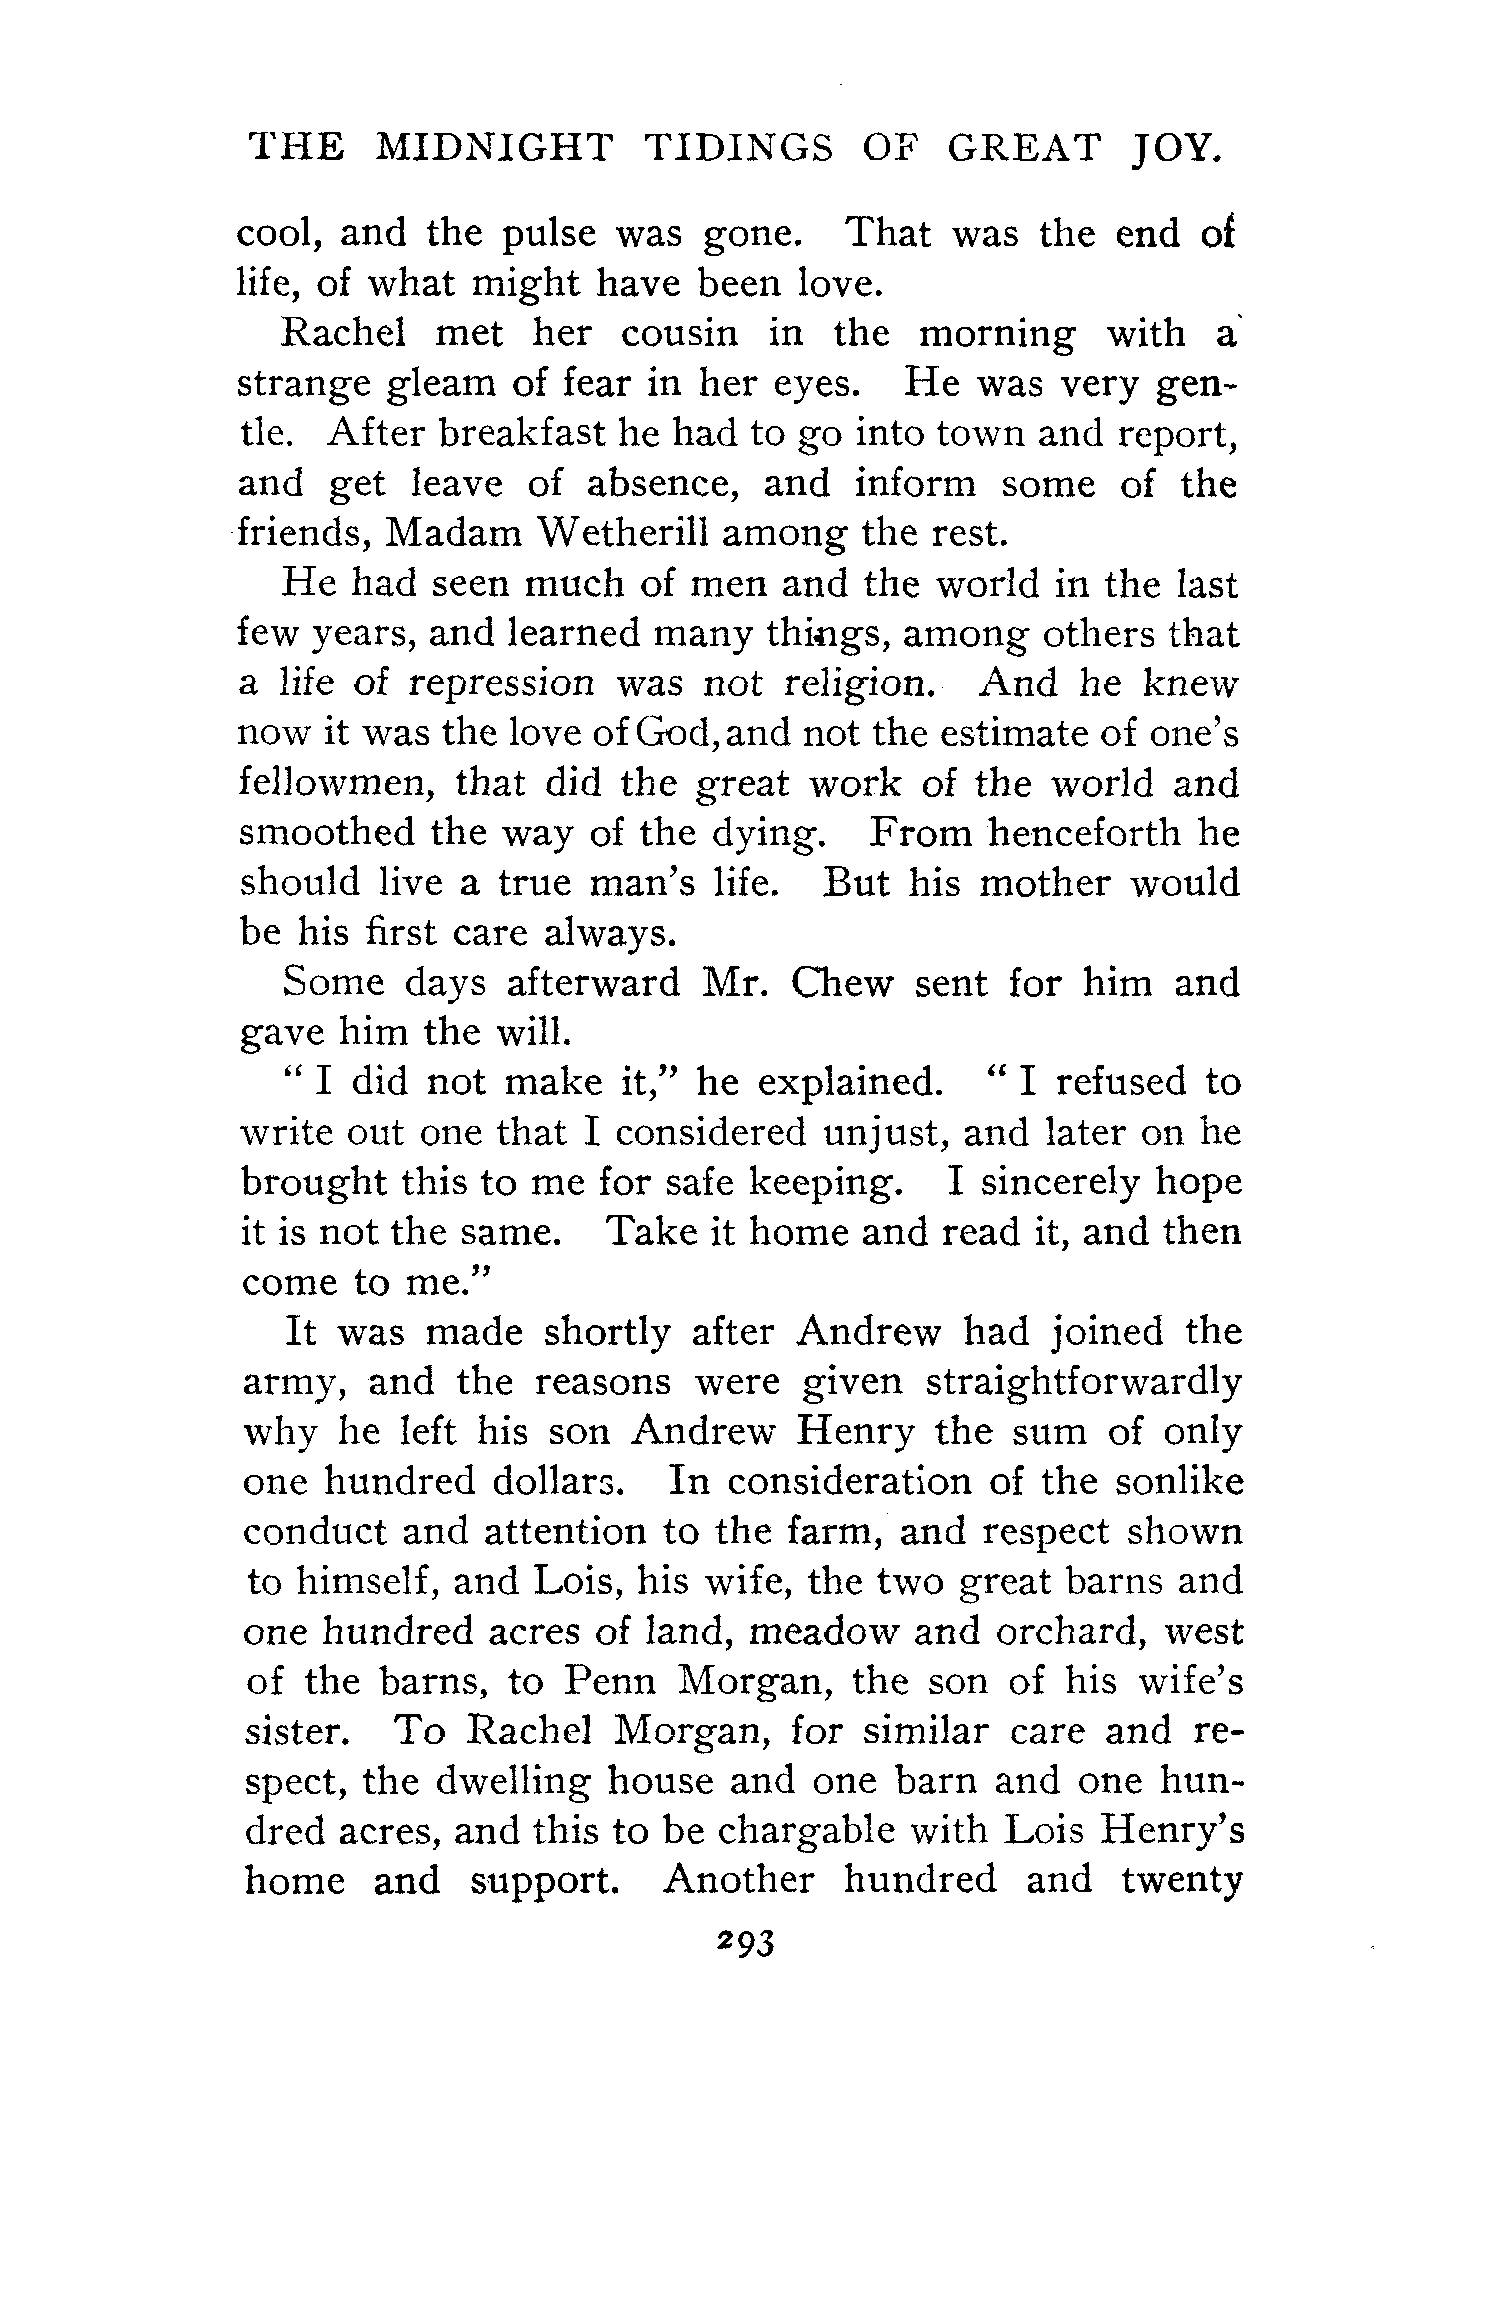 THE MIDNIGHT TIDINGS OF GREAT JOY.
cool, and the pulse was gone. That was the end of
life, of what might have been love.
Rachel met her cousin in the morning with a
strange gleam of fear in her eyes. He was very gen-
tle. After breakfast he had to go into town and report,
and get leave of absence, and inform some of the
friends, Madam Wetherill among the rest.
He had seen much of men and the world in the last
few years, and learned many things, among others that
a life of repression was not religion. And he knew
now it was the love of God, and not the estimate of one's
fellowmen, that did the great work of the world and
smoothed the way of the dying. From henceforth he
should live a true man's life. But his mother would
be his first care always.
Some days afterward Mr. Chew sent for him and
gave him the will.
" I did not make it," he explained. " I refused to
write out one that I considered unjust, and later on he
brought this to me for safe keeping. I sincerely hope
it is not the same. Take it home and read it, and then
come to me."
It was made shortly after Andrew had joined the
army, and the reasons were given straightforwardly
why he left his son Andrew Henry the sum of only
one hundred dollars. In consideration of the sonlike
conduct and attention to the farm, and respect shown
to himself, and Lois, his wife, the two great barns and
one hundred acres of land, meadow and orchard, west
of the barns, to Penn Morgan, the son of his wife's
sister. To Rachel Morgan, for similar care and re-
spect, the dwelling house and one barn and one hun-
dred acres, and this to be chargable with Lois Henry's
home and support. Another hundred and twenty
293